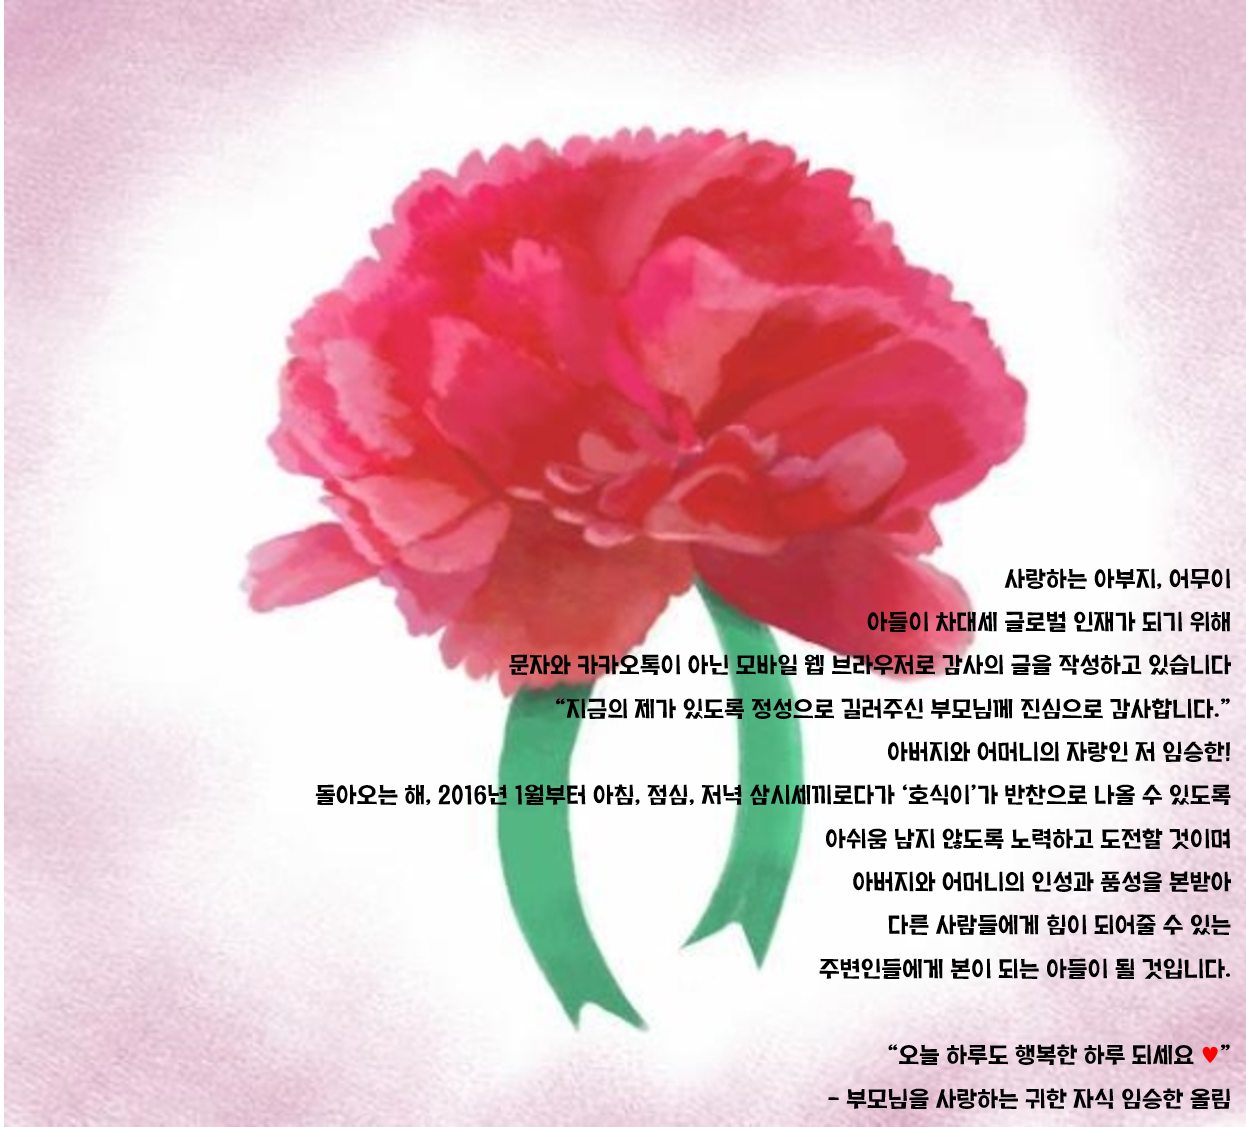 사랑하는 아부지, 어무이
아들이 차대세 글로벌 인재가 되기 위해
문자와 카카오톡이 아닌 모바일 웹 브라우저로 감사의 글을 작성하고 있습니다
“지금의 제가 있도록 정성으로 길러주신 부모님께 진심으로 감사합니다.”
아버지와 어머니의 자랑인 저 임승한!
돌아오는 해, 2016년 1월부터 아침, 점심, 저녁 삼시세끼로다가 ‘호식이’가 반찬으로 나올 수 있도록
아쉬움 남지 않도록 노력하고 도전할 것이며
아버지와 어머니의 인성과 품성을 본받아
다른 사람들에게 힘이 되어줄 수 있는
주변인들에게 본이 되는 아들이 될 것입니다.
“오늘 하루도 행복한 하루 되세요 ♥”
- 부모님을 사랑하는 귀한 자식 임승한 올림